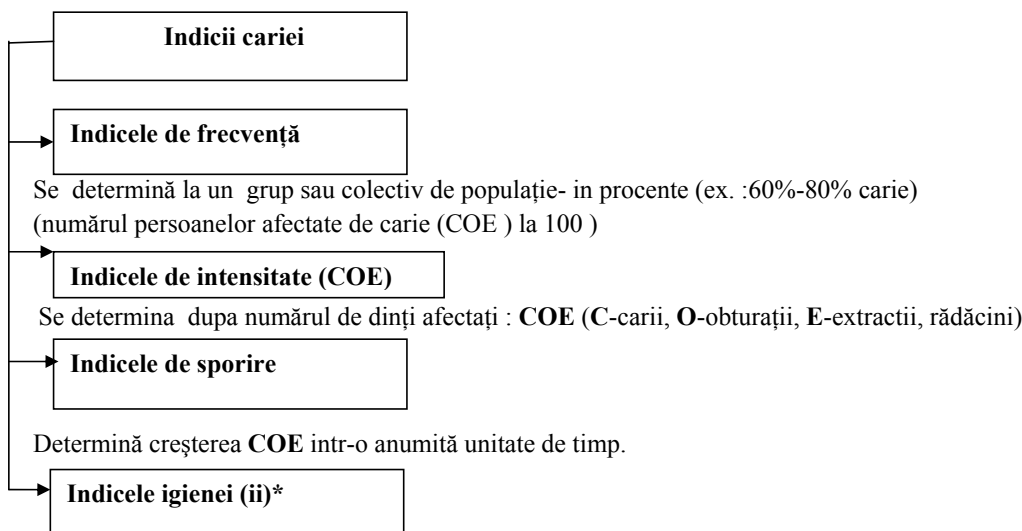 Indicii cariei
Indicele de frecvență
Se determină la un grup sau colectiv de populație- in procente (ex. :60%-80% carie)
(numărul persoanelor afectate de carie (COE ) la 100 )
Indicele de intensitate (COE)
Se determina dupa numărul de dinți afectați : COE (C-carii, O-obturații, E-extractii, rădăcini)
Indicele de sporire
Determină creşterea COE intr-o anumită unitate de timp.
Indicele igienei (ii)*